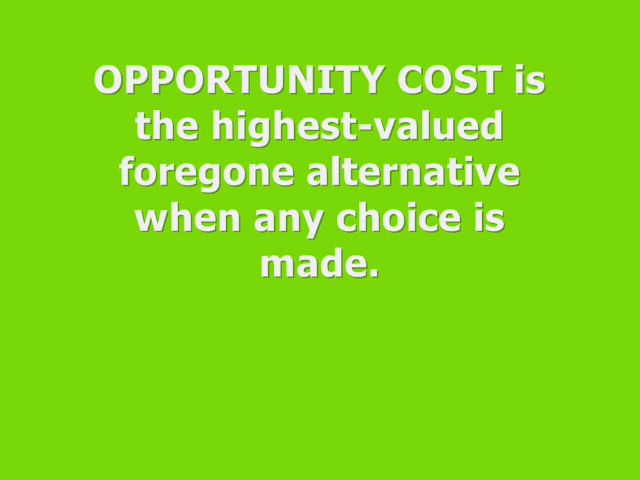 OPPORTUNITY COST is
the highest-valued
foregone alternative
when any choice is
made.